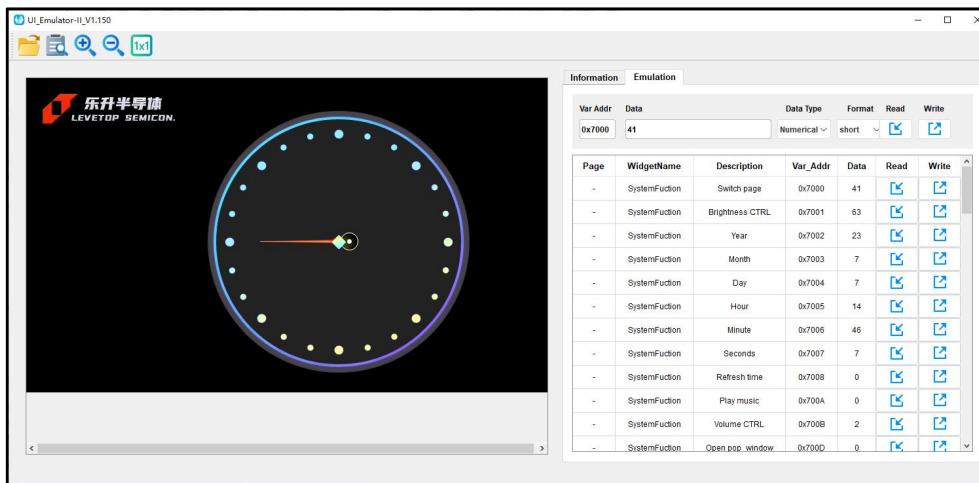 UI_Emulator-II_V1.150
1x1
乐升半导体
LEVETOP SEMICON.
Information Emulation
Var Addr Data Data Type Format Read Write
0x7000 41 Numerical short
Page WidgetName Description Var_Addr Data Read Write
- SystemFuction Switch page 0x7000 41
- SystemFuction Brightness CTRL 0x7001 63
- SystemFuction Year 0x7002 23
- SystemFuction Month 0x7003 7
- SystemFuction Day 0x7004 7
- SystemFuction Hour 0x7005 14
- SystemFuction Minute 0x7006 46
- SystemFuction Seconds 0x7007 7
- SystemFuction Refresh time 0x7008 0
- SystemFuction Play music 0x700A 0
- SystemFuction Volume CTRL 0x700B 2
- SystemFuction Open pop_window 0x700D 0